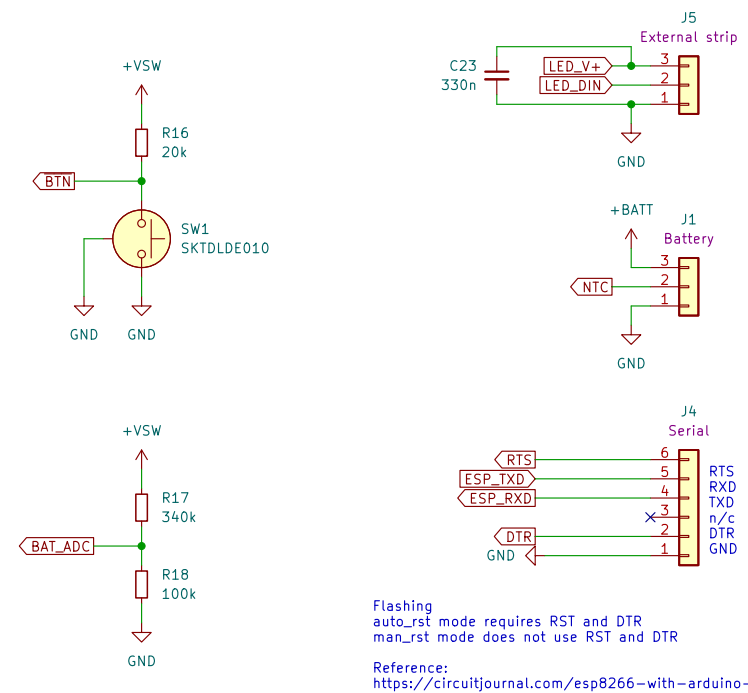 +VSW
R16
20k
BTN
SW1
SKTDLDE010
GND
GND
+VSW
R17
340k
BAT_ADC
R18
100k
GND
J5
External strip
C23
330n
LED_V+
LED_DIN
3
2
1
GND
+BATT
J1
Battery
NTC
3
2
1
GND
J4
Serial
RTS
ESP_TXD
ESP_RXD
DTR
GND
6
5
4
3
2
1
RTS
RXD
TXD
n/c
DTR
GND
Flashing
auto_rst mode requires RST and DTR
man_rst mode does not use RST and DTR
Reference:
https://circuitjournal.com/esp8266-with-arduino-